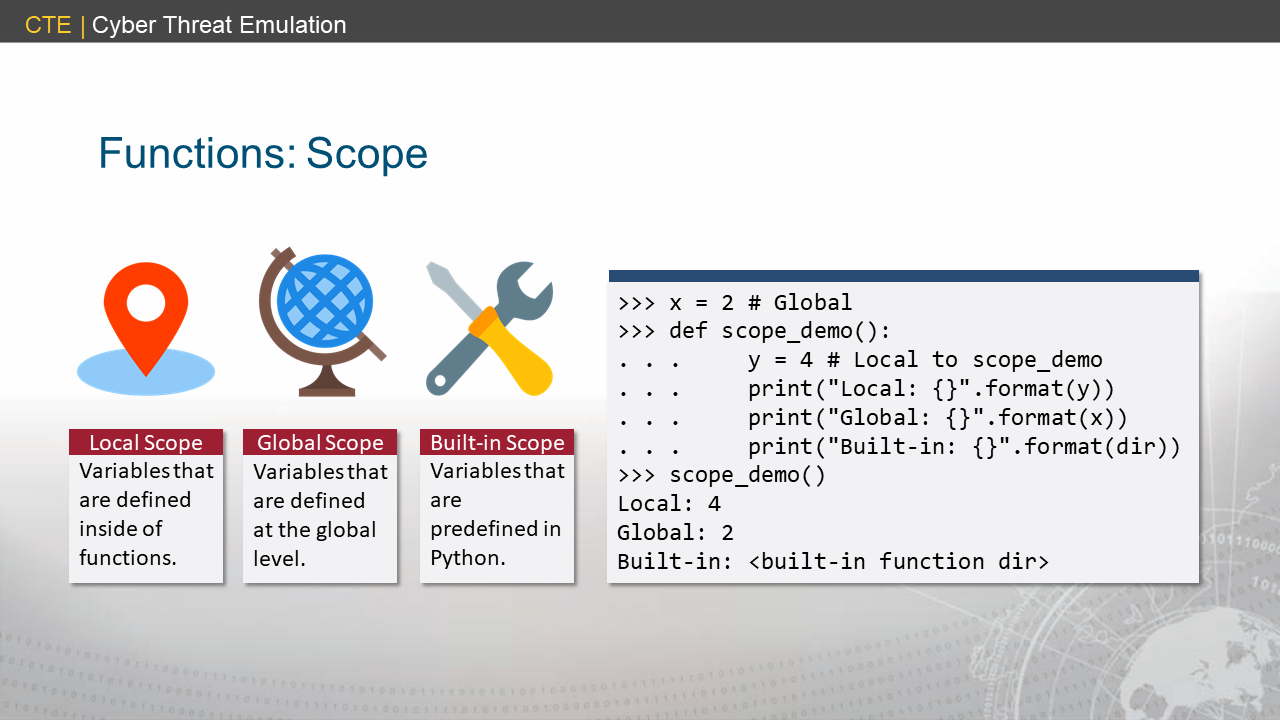 CTE | Cyber Threat Emulation
Functions: Scope
Local Scope
Variables that
are defined
inside of
functions.
Global Scope
Variables that
are defined
at the global
level.
Built-in Scope
Variables that
are
predefined in
Python.
>>> x = 2 # Global
>>> def scope_demo():
. . .     y = 4 # Local to scope_demo
. . .     print("Local: {}".format(y))
. . .     print("Global: {}".format(x))
. . .     print("Built-in: {}".format(dir))
>>> scope_demo()
Local: 4
Global: 2
Built-in: <built-in function dir>